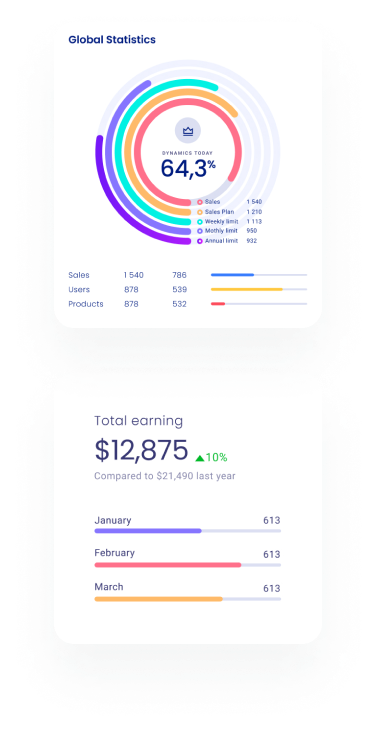 Global Statistics
DYNAMICS TODAY
64,3%
Sales 1 540
Sales Plan 1 210
Weekly limit 1 113
Mothly limit 950
Annual limit 932
Sales 1 540 786
Users 878 539
Products 878 532
Total earning
$12,875 10%
Compared to $21,490 last year
January 613
February 613
March 613